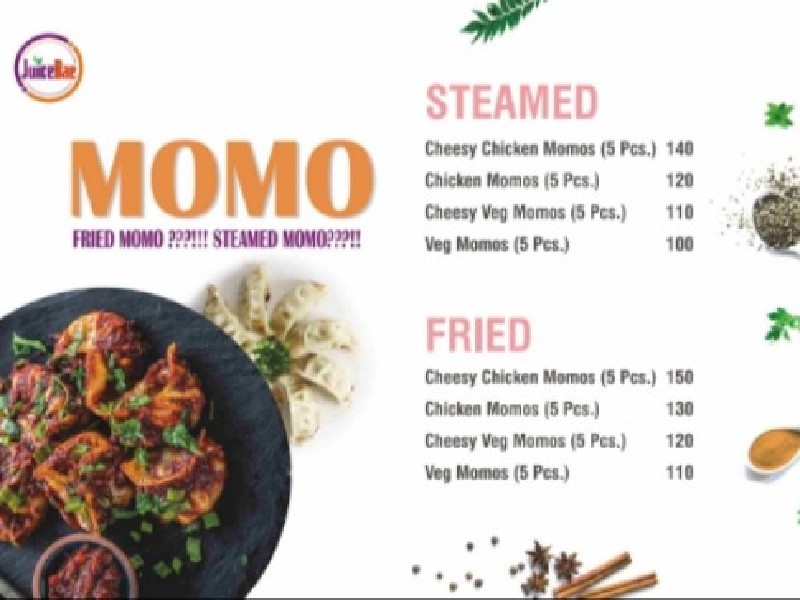 JuiceBae
MOMO
FRIED MOMO ???!!! STEAMED MOMO???!!
STEAMED
Cheesy Chicken Momos (5 Pcs.) 140
Chicken Momos (5 Pcs.) 120
Cheesy Veg Momos (5 Pcs.) 110
Veg Momos (5 Pcs.) 100
FRIED
Cheesy Chicken Momos (5 Pcs.) 150
Chicken Momos (5 Pcs.) 130
Cheesy Veg Momos (5 Pcs.) 120
Veg Momos (5 Pcs.) 110